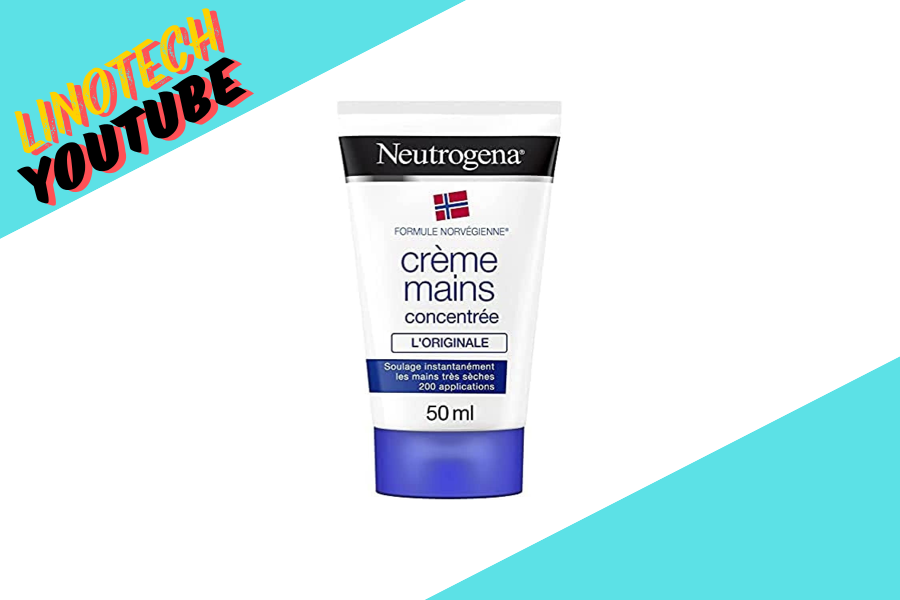 LINOTECH
YOUTUBE
Neutrogena®
FORMULE NORVÉGIENNE®
crème
mains
concentrée
L'ORIGINALE
Soulage instantanément
les mains très sèches
200 applications
50 ml